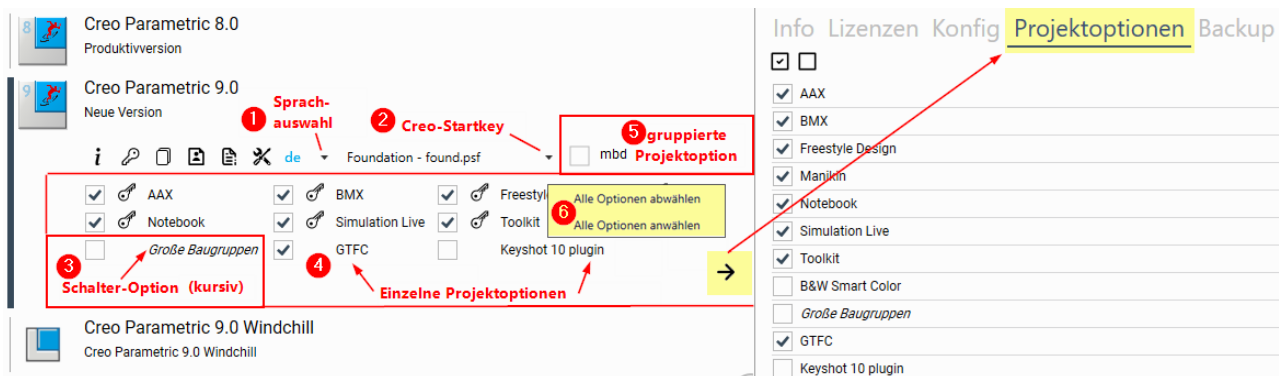 8
Creo Parametric 8.0
Produktivversion
9
Creo Parametric 9.0
Neue Version
1 Sprach-
auswahl
2 Creo-Startkey
5 gruppierte
Projektoption
i de Foundation - found.psf mbd
AAX BMX Freestyl
Notebook Simulation Live Toolkit
Große Baugruppen GTFC Keyshot 10 plugin
6
Alle Optionen abwählen
Alle Optionen anwählen
3
Schalter-Option (kursiv)
4
Einzelne Projektoptionen
Creo Parametric 9.0 Windchill
Creo Parametric 9.0 Windchill
Info Lizenzen Konfig Projektoptionen Backup
AAX
BMX
Freestyle Design
Manikin
Notebook
Simulation Live
Toolkit
B&W Smart Color
Große Baugruppen
GTFC
Keyshot 10 plugin